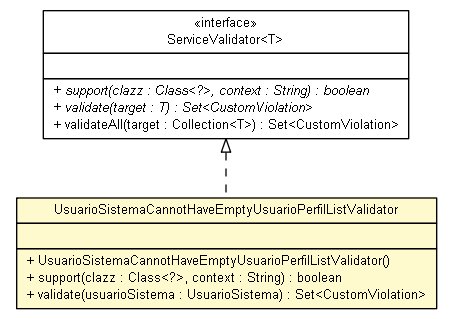 «interface»
ServiceValidator<T>
+ support(clazz : Class<?>, context : String) : boolean
+ validate(target : T) : Set<CustomViolation>
+ validateAll(target : Collection<T>) : Set<CustomViolation>
UsuarioSistemaCannotHaveEmptyUsuarioPerfilListValidator
+ UsuarioSistemaCannotHaveEmptyUsuarioPerfilListValidator()
+ support(clazz : Class<?>, context : String) : boolean
+ validate(usuarioSistema : UsuarioSistema) : Set<CustomViolation>